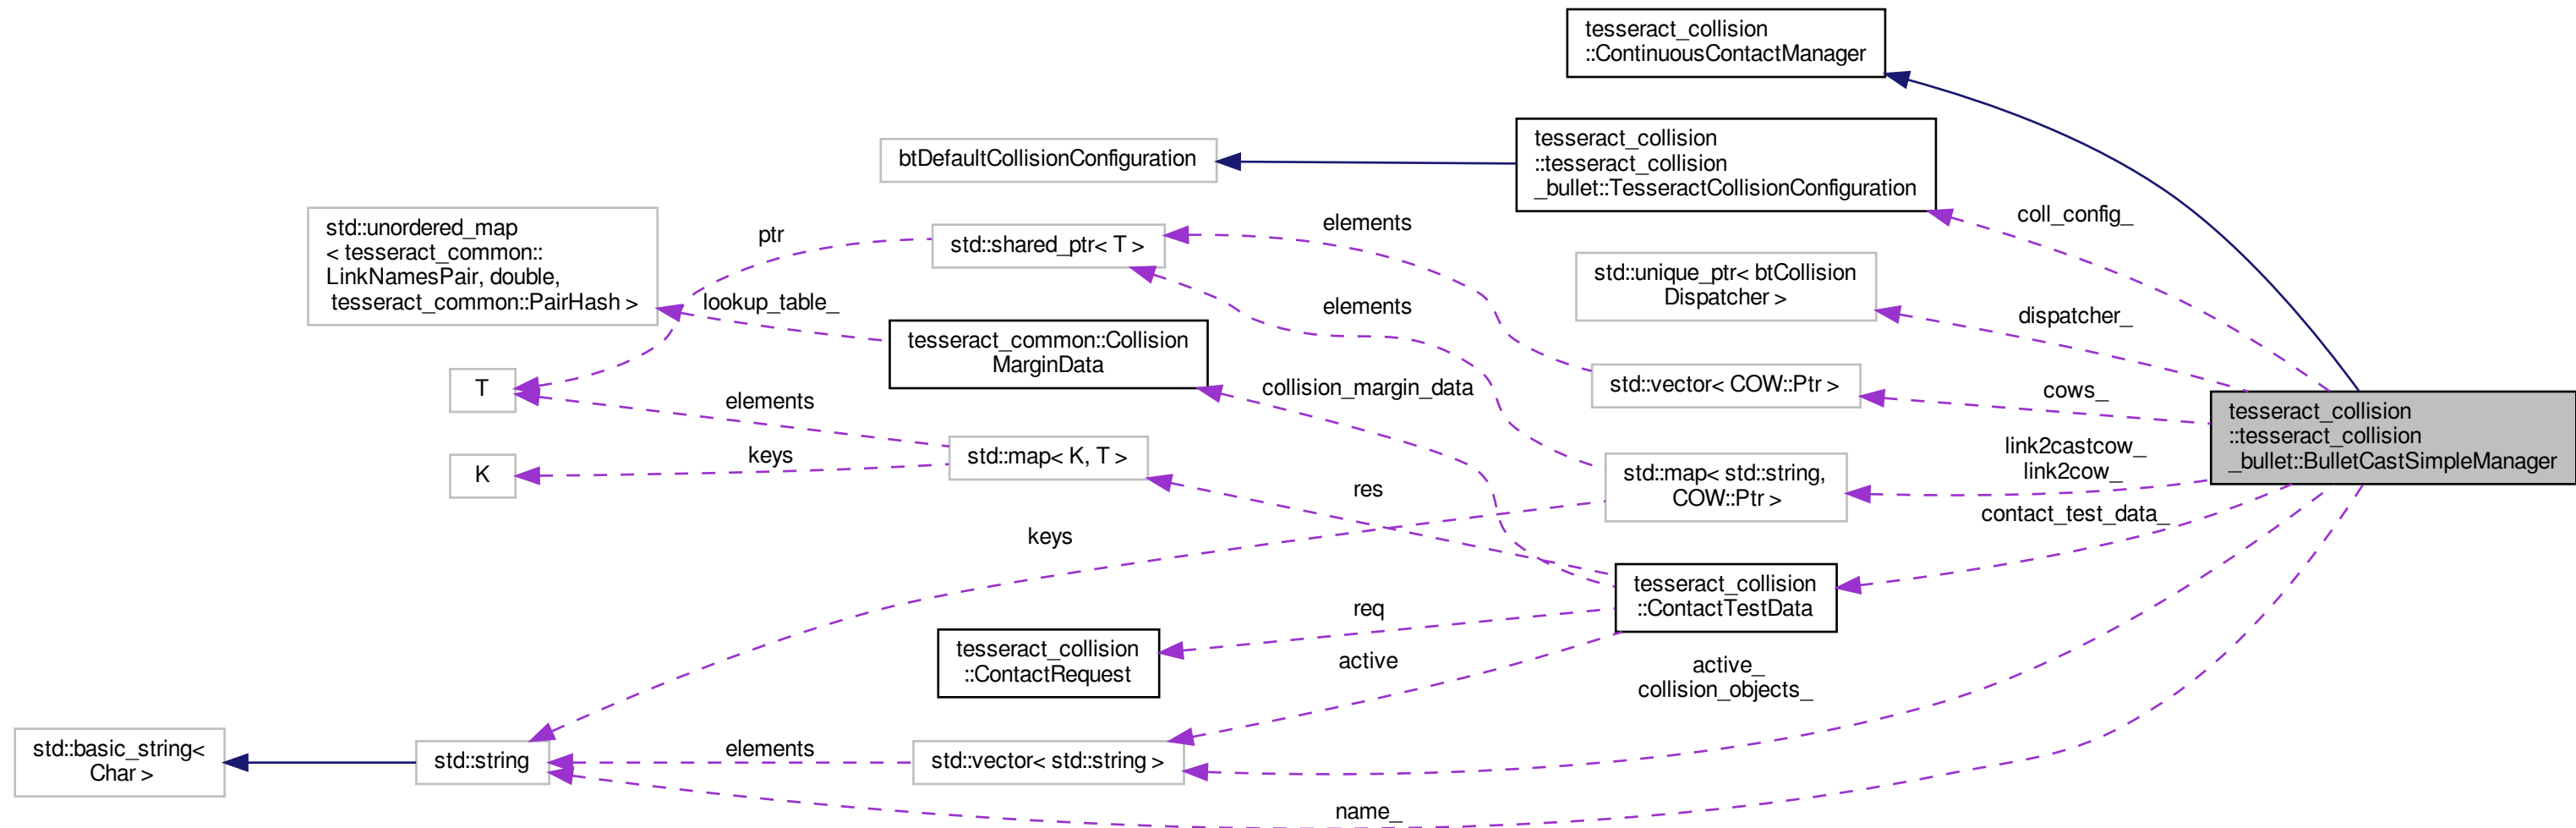 tesseract_collision
::ContinuousContactManager
btDefaultCollisionConfiguration
tesseract_collision
::tesseract_collision
_bullet::TesseractCollisionConfiguration
coll_config_
std::unordered_map
< tesseract_common::
LinkNamesPair, double,
tesseract_common::PairHash >
ptr
std::shared_ptr< T >
elements
std::unique_ptr< btCollision
Dispatcher >
dispatcher_
lookup_table_
elements
tesseract_common::Collision
MarginData
collision_margin_data
std::vector< COW::Ptr >
cows_
T
elements
tesseract_collision
::tesseract_collision
_bullet::BulletCastSimpleManager
K
keys
std::map< K, T >
res
std::map< std::string,
COW::Ptr >
link2castcow_
link2cow_
contact_test_data_
keys
tesseract_collision
::ContactTestData
req
tesseract_collision
::ContactRequest
active
active_
collision_objects_
std::basic_string<
Char >
std::string
elements
std::vector< std::string >
name_